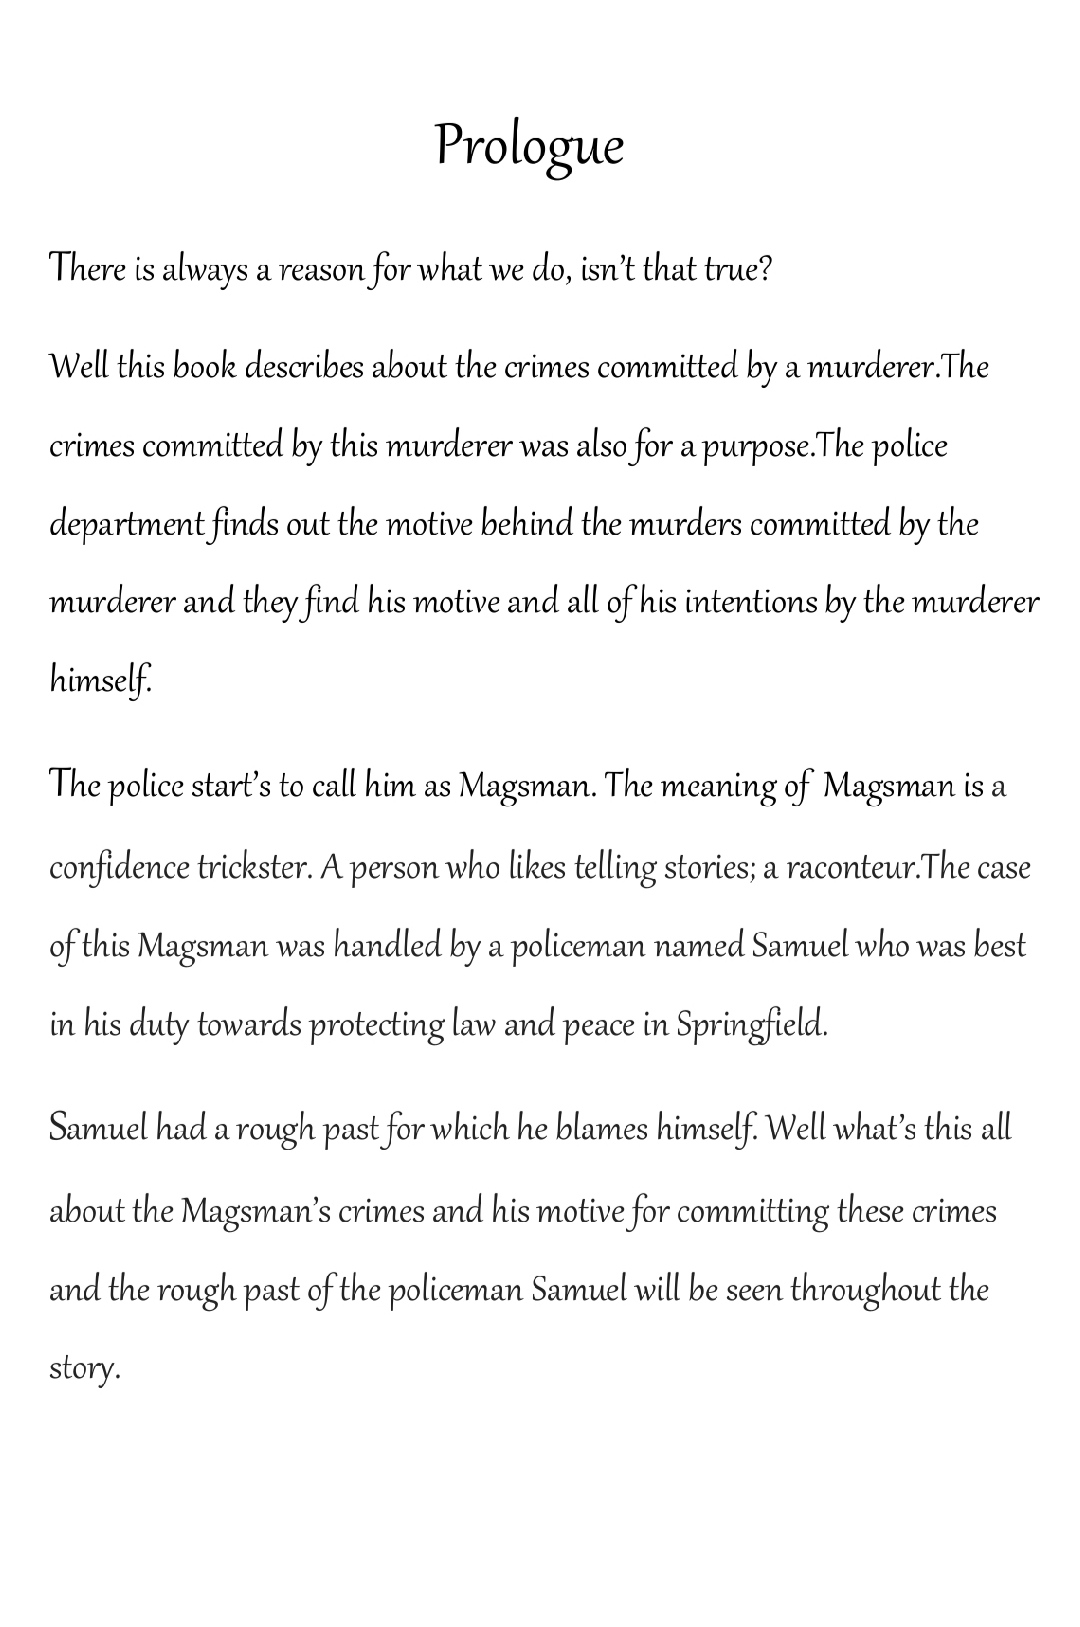 Prologue
There is always a reason for what we do, isn’t that true?
Well this book describes about the crimes committed by a murderer.The
crimes committed by this murderer was also for a purpose.The police
department finds out the motive behind the murders committed by the
murderer and they find his motive and all of his intentions by the murderer
himself.
The police start’s to call him as Magsman. The meaning of  Magsman is a
confidence trickster. A person who likes telling stories; a raconteur.The case
of this Magsman was handled by a policeman named Samuel who was best
in his duty towards protecting law and peace in Springfield.
Samuel had a rough past for which he blames himself. Well what’s this all
about the Magsman’s crimes and his motive for committing these crimes
and the rough past of the policeman Samuel will be seen throughout the
story.